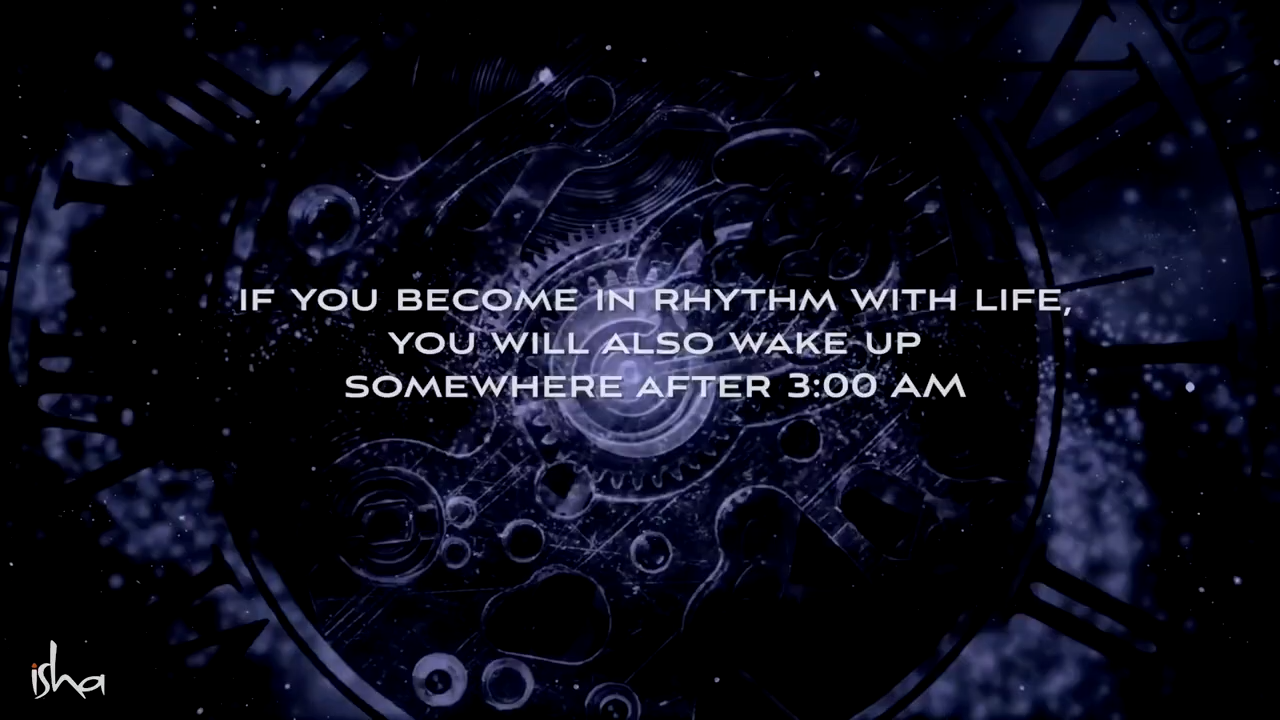 IF YOU BECOME IN RHYTHM WITH LIFE,
YOU WILL ALSO WAKE UP
SOMEWHERE AFTER 3:00 AM
isha